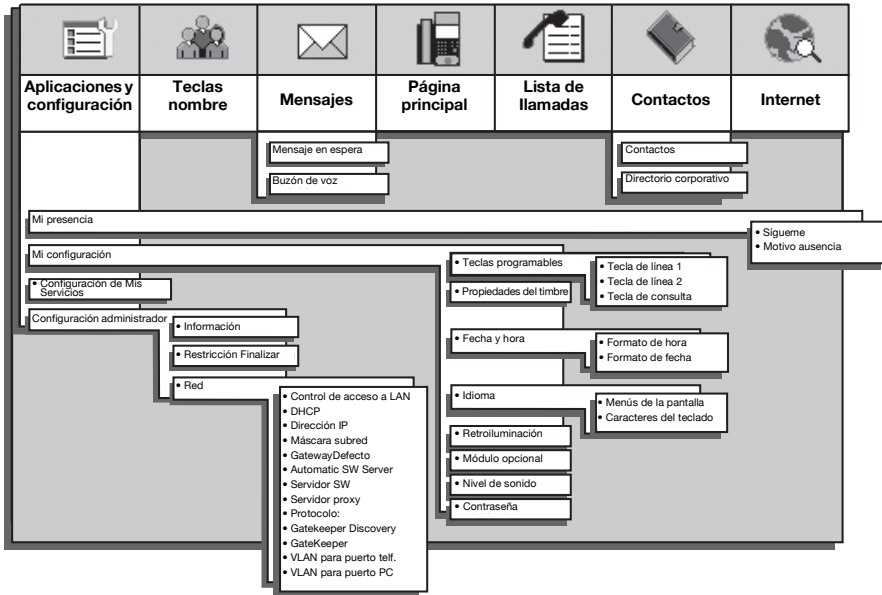 Aplicaciones y
configuración
Teclas
nombre
Mensajes
Página
principal
Lista de
llamadas
Contactos
Internet
Mensaje en espera
Buzón de voz
Contactos
Directorio corporativo
Mi presencia
• Sígueme
• Motivo ausencia
Mi configuración
• Teclas programables
• Tecla de línea 1
• Tecla de línea 2
• Tecla de consulta
• Propiedades del timbre
• Fecha y hora
• Formato de hora
• Formato de fecha
• Idioma
• Menús de la pantalla
• Caracteres del teclado
• Retroiluminación
• Módulo opcional
• Nivel de sonido
• Contraseña
• Configuración de Mis
Servicios
Configuración administrador
• Información
• Restricción Finalizar
• Red
• Control de acceso a LAN
• DHCP
• Dirección IP
• Máscara subred
• GatewayDefecto
• Automatic SW Server
• Servidor SW
• Servidor proxy
• Protocolo:
• Gatekeeper Discovery
• GateKeeper
• VLAN para puerto telf.
• VLAN para puerto PC